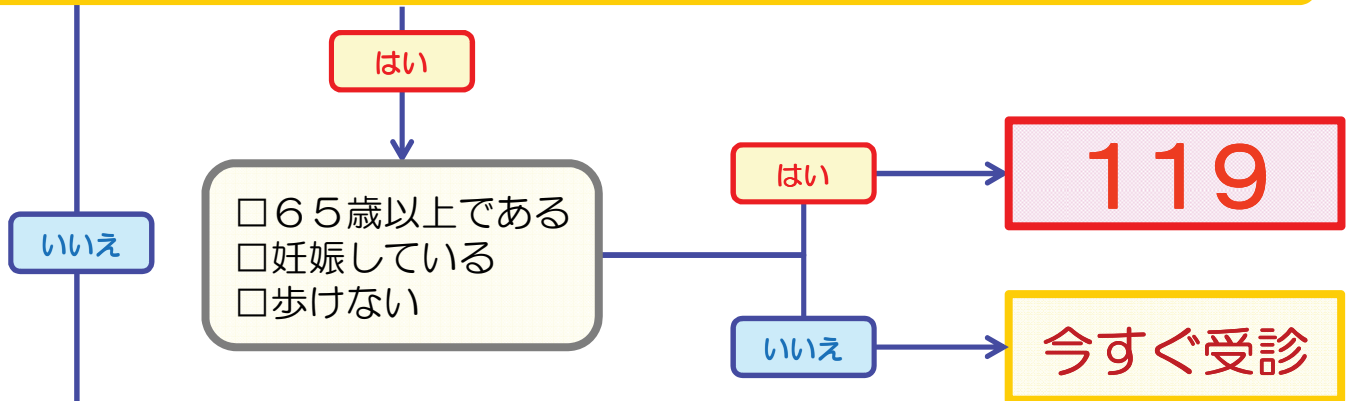 はい
はい
119
□６５歳以上である
□妊娠している
□歩けない
いいえ
いいえ
今すぐ受診